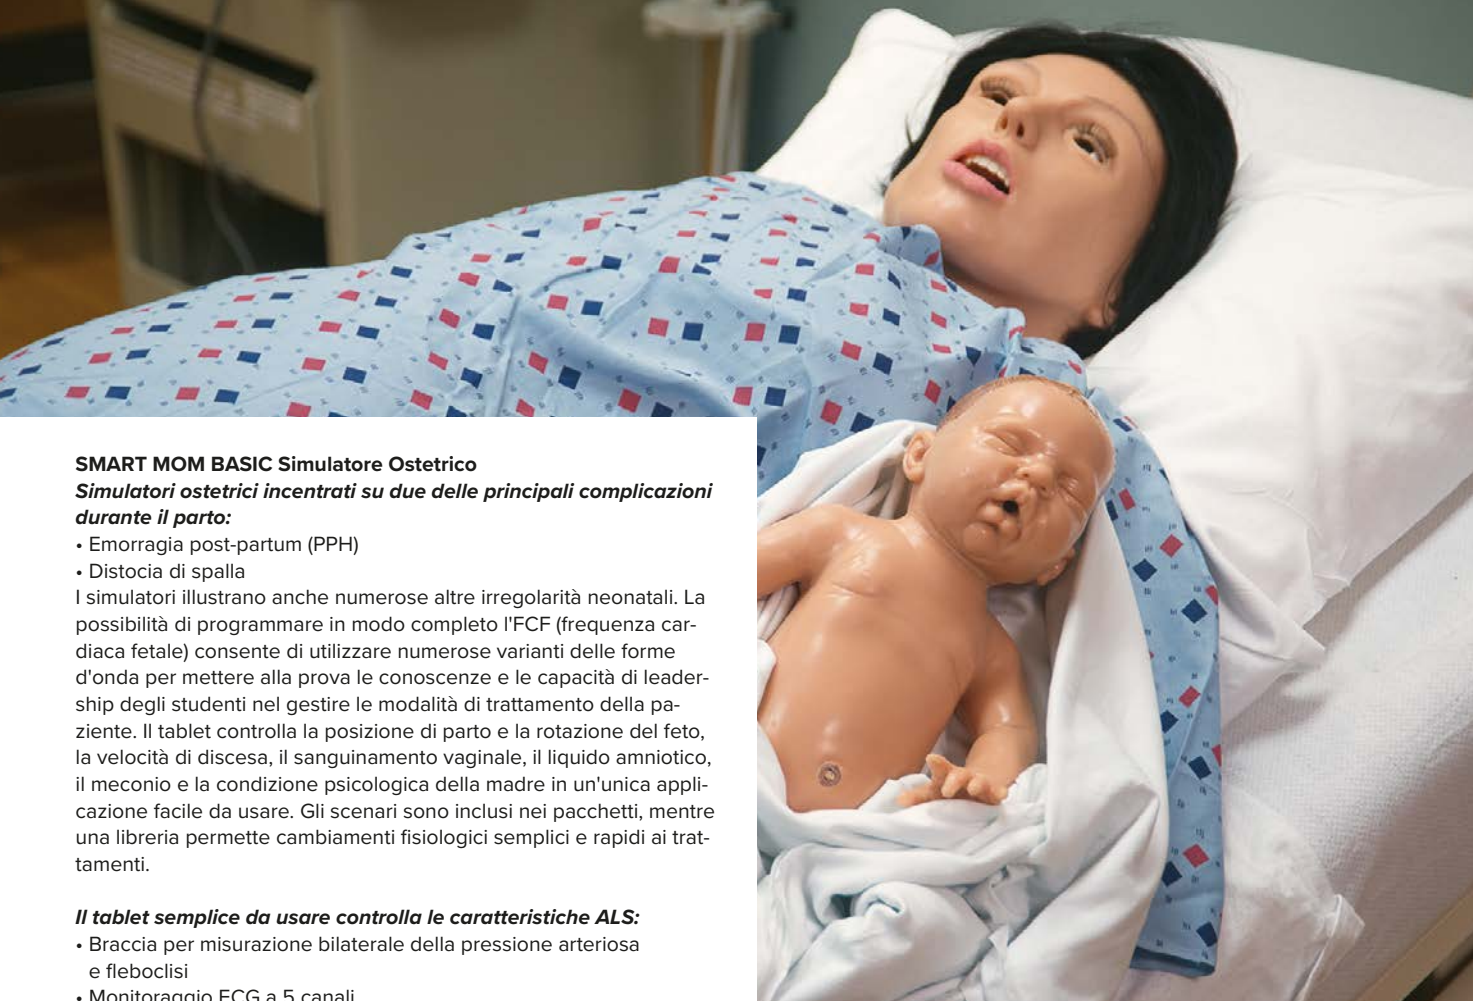 SMART MOM BASIC Simulatore Ostetrico
Simulatori ostetrici incentrati su due delle principali complicazioni
durante il parto:
• Emorragia post-partum (PPH)
• Distocia di spalla
I simulatori illustrano anche numerose altre irregolarità neonatali. La
possibilità di programmare in modo completo l'FCF (frequenza car-
diaca fetale) consente di utilizzare numerose varianti delle forme
d'onda per mettere alla prova le conoscenze e le capacità di leader-
ship degli studenti nel gestire le modalità di trattamento della pa-
ziente. Il tablet controlla la posizione di parto e la rotazione del feto,
la velocità di discesa, il sanguinamento vaginale, il liquido amniotico,
il meconio e la condizione psicologica della madre in un'unica appli-
cazione facile da usare. Gli scenari sono inclusi nei pacchetti, mentre
una libreria permette cambiamenti fisiologici semplici e rapidi ai trat-
tamenti.
Il tablet semplice da usare controlla le caratteristiche ALS:
• Braccia per misurazione bilaterale della pressione arteriosa
e fleboclisi
• Monitoraggio ECG a 5 canali